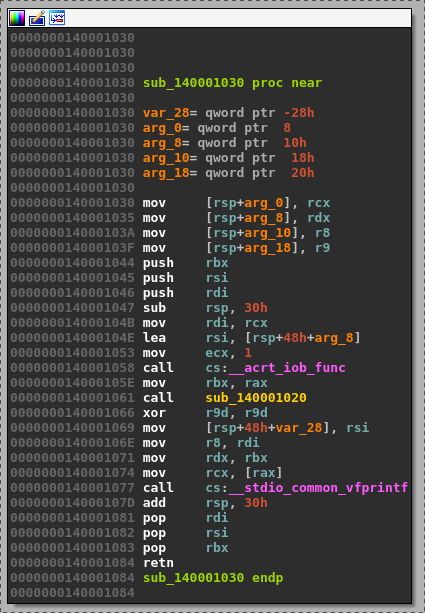 0000000140001030
0000000140001030
0000000140001030
0000000140001030 sub_140001030 proc near
0000000140001030
0000000140001030 var_28= qword ptr -28h
0000000140001030 arg_0= qword ptr  8
0000000140001030 arg_8= qword ptr  10h
0000000140001030 arg_10= qword ptr  18h
0000000140001030 arg_18= qword ptr  20h
0000000140001030
0000000140001030 mov     [rsp+arg_0], rcx
0000000140001035 mov     [rsp+arg_8], rdx
000000014000103A mov     [rsp+arg_10], r8
000000014000103F mov     [rsp+arg_18], r9
0000000140001044 push    rbx
0000000140001045 push    rsi
0000000140001046 push    rdi
0000000140001047 sub     rsp, 30h
000000014000104B mov     rdi, rcx
000000014000104E lea     rsi, [rsp+48h+arg_8]
0000000140001053 mov     ecx, 1
0000000140001058 call    cs:__acrt_iob_func
000000014000105E mov     rbx, rax
0000000140001061 call    sub_140001020
0000000140001066 xor     r9d, r9d
0000000140001069 mov     [rsp+48h+var_28], rsi
000000014000106E mov     r8, rdi
0000000140001071 mov     rdx, rbx
0000000140001074 mov     rcx, [rax]
0000000140001077 call    cs:__stdio_common_vfprintf
000000014000107D add     rsp, 30h
0000000140001081 pop     rdi
0000000140001082 pop     rsi
0000000140001083 pop     rbx
0000000140001084 retn
0000000140001084 sub_140001030 endp
0000000140001084